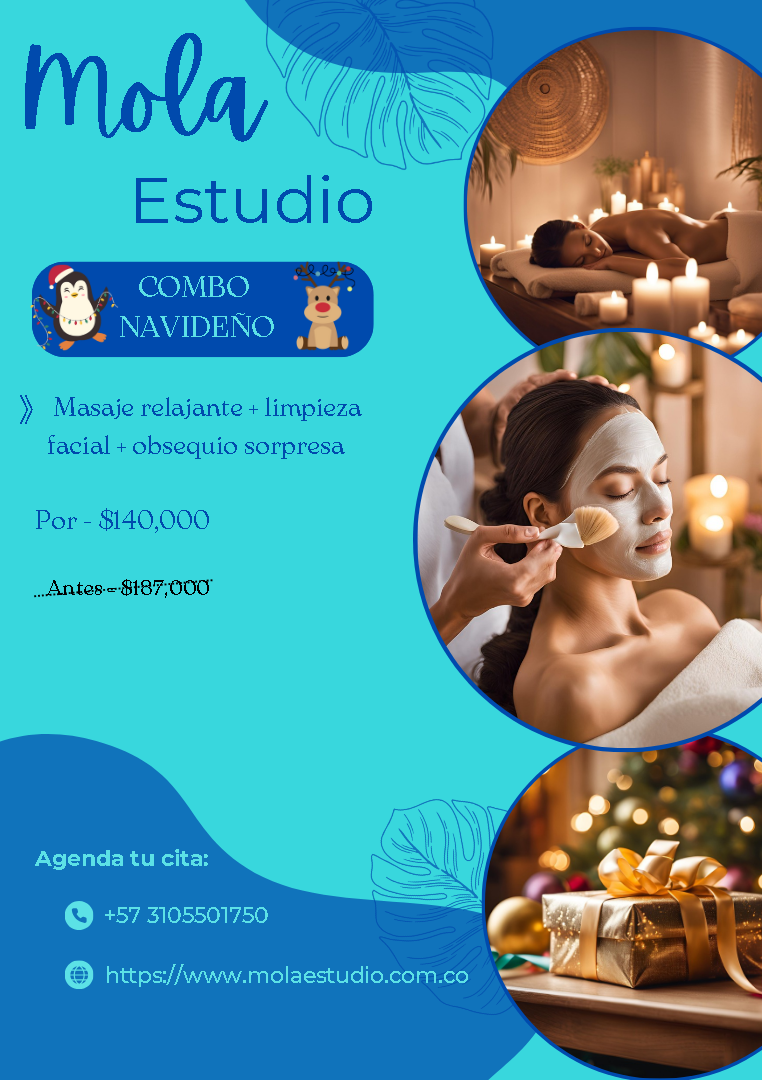 Mola
Estudio
COMBO
NAVIDEÑO
Masaje relajante + limpieza
facial + obsequio sorpresa
Por - $140,000
Antes - $187,000
Agenda tu cita:
+57 3105501750
https://www.molaestudio.com.co